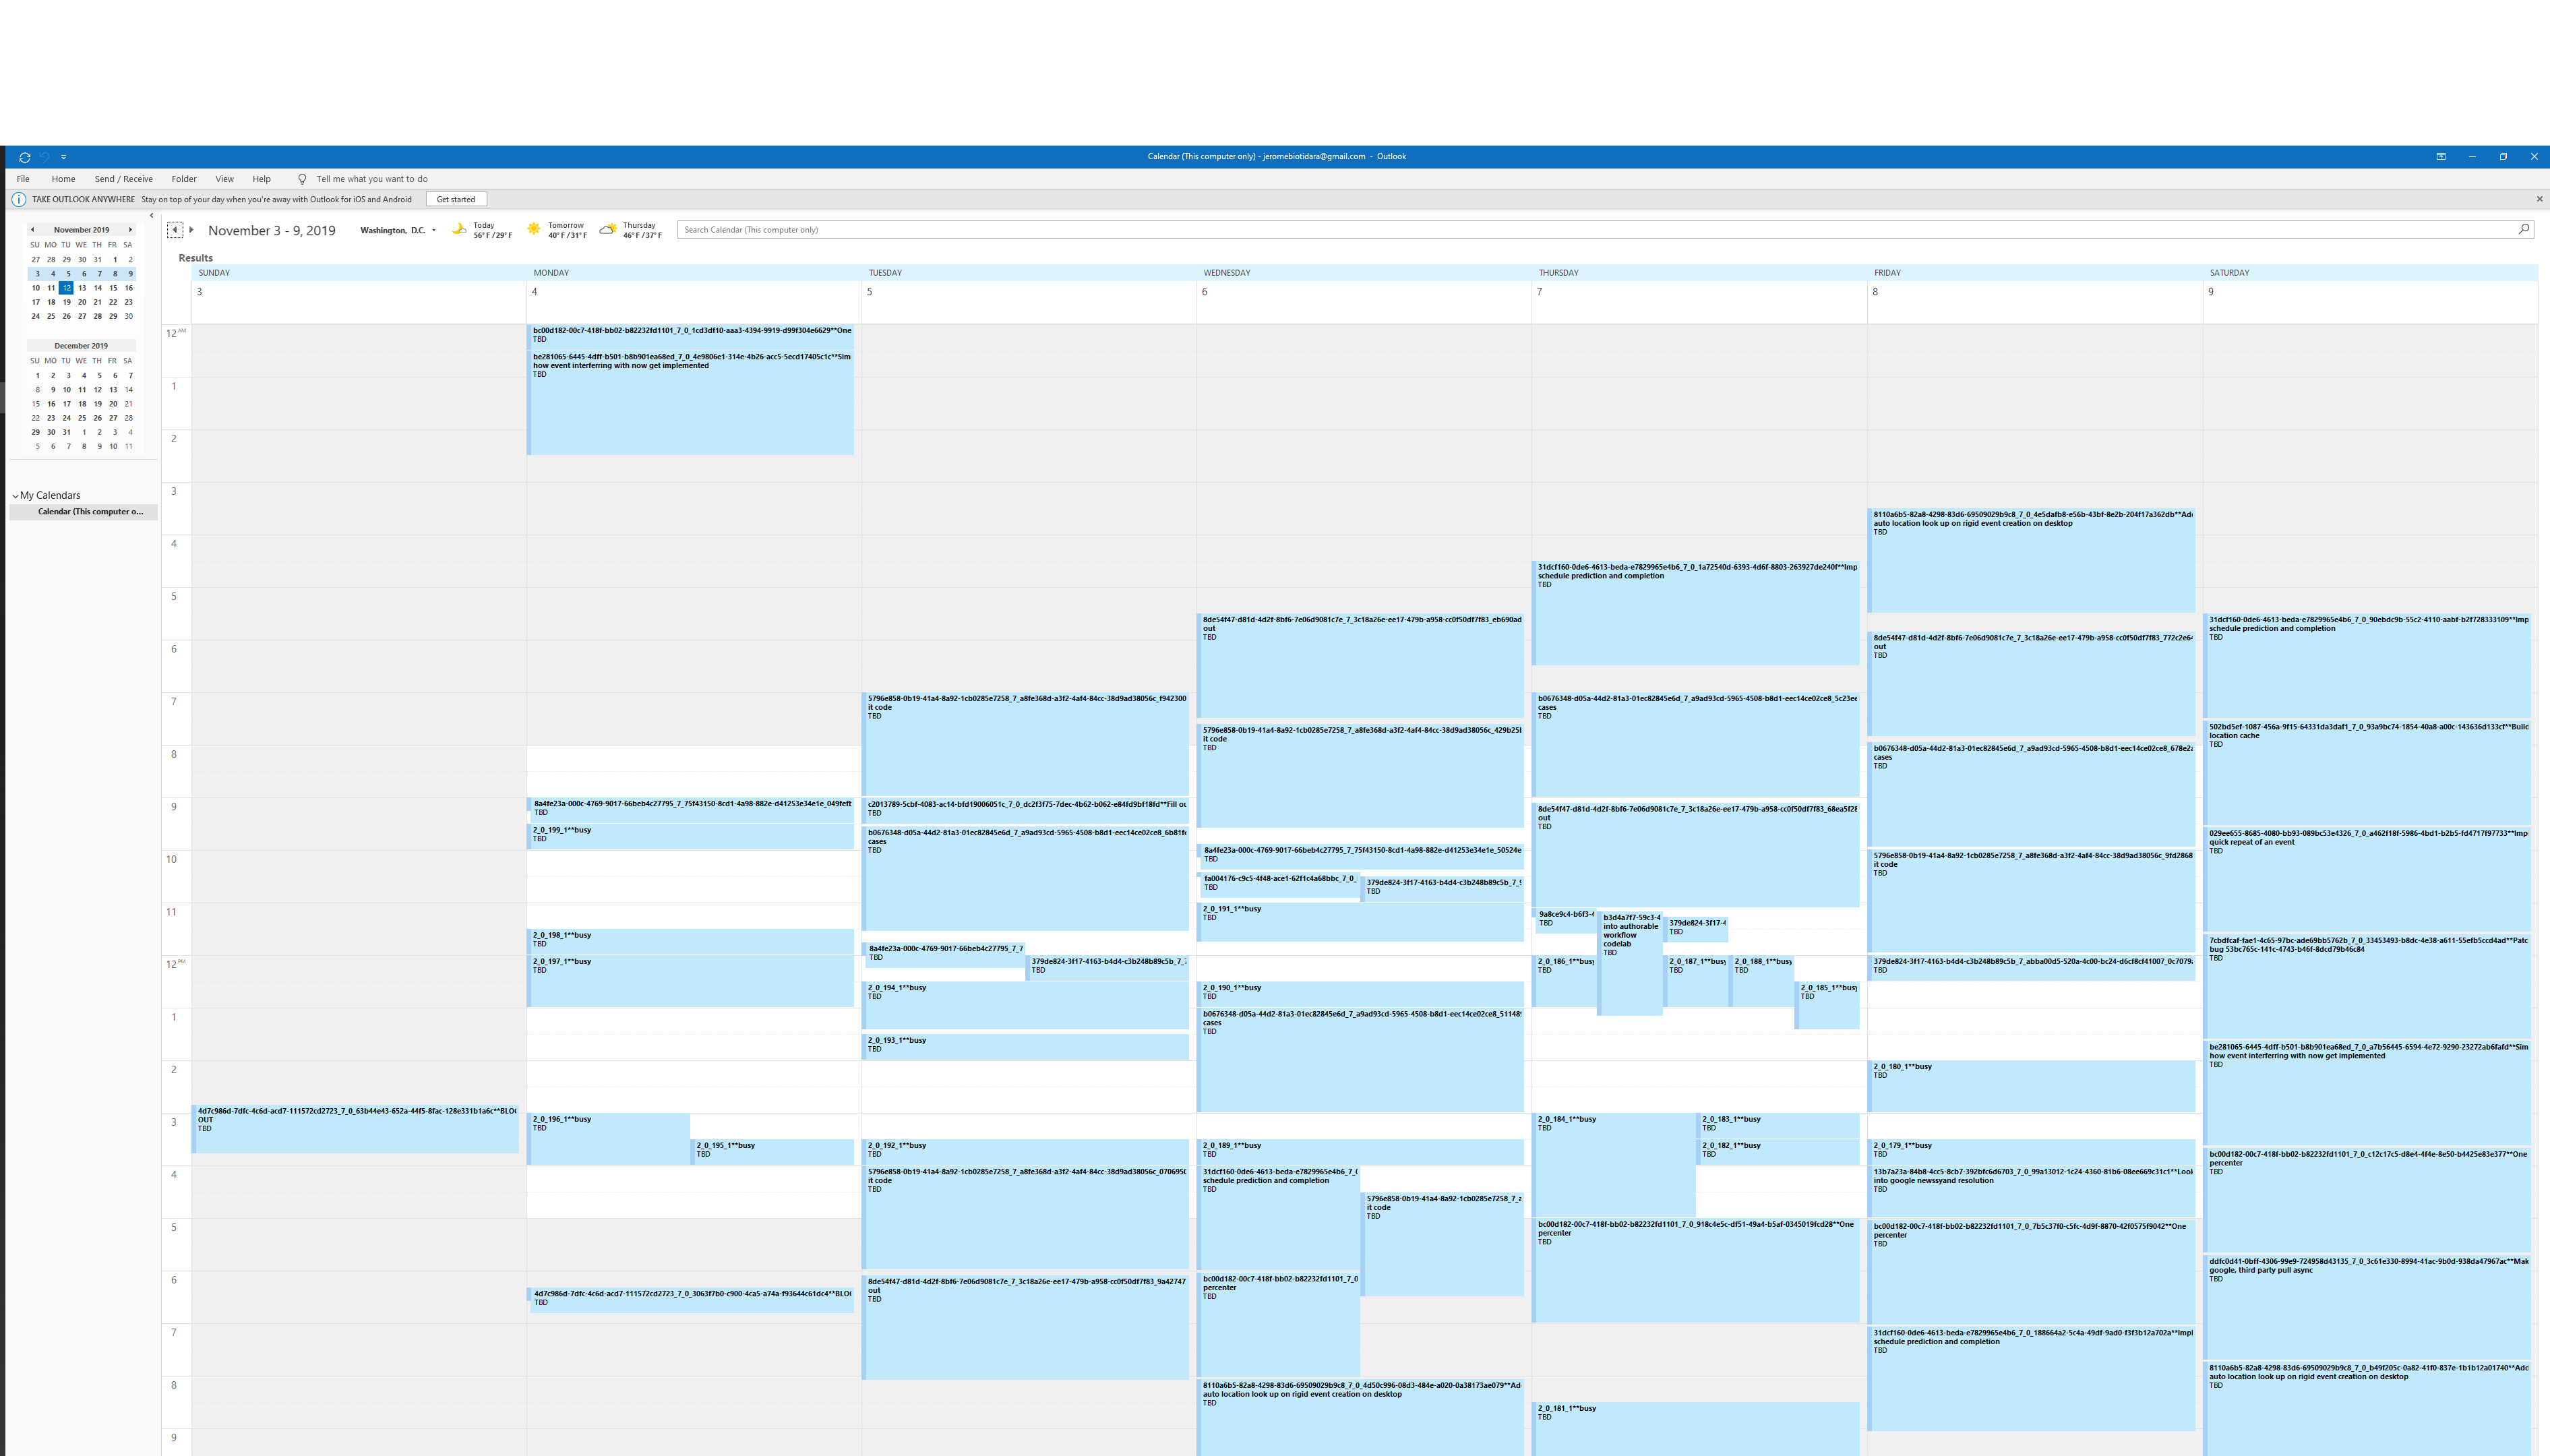 Calendar (This computer only) - jeromebiotidara@gmail.com - Outlook
File Home Send / Receive Folder View Help Tell me what you want to do
TAKE OUTLOOK ANYWHERE Stay on top of your day when you're away with Outlook for iOS and Android Get started
November 2019
SU MO TU WE TH FR SA
27 28 29 30 31 1 2
3 4 5 6 7 8 9
10 11 12 13 14 15 16
17 18 19 20 21 22 23
24 25 26 27 28 29 30
December 2019
SU MO TU WE TH FR SA
1 2 3 4 5 6 7
8 9 10 11 12 13 14
15 16 17 18 19 20 21
22 23 24 25 26 27 28
29 30 31 1 2 3 4
5 6 7 8 9 10 11
My Calendars
Calendar (This computer o...
November 3 - 9, 2019
Washington, D.C.
Today
56° F / 29° F
Tomorrow
40° F / 31° F
Thursday
46° F / 37° F
Search Calendar (This computer only)
Results
SUNDAY MONDAY TUESDAY WEDNESDAY THURSDAY FRIDAY SATURDAY
3 4 5 6 7 8 9
12 AM
1
2
3
4
5
6
7
8
9
10
11
12 PM
1
2
3
4
5
6
7
8
9
4d7c986d-7dfc-4c6d-acd7-111572cd2723_7_0_63b44e43-652a-44f5-8fac-128e331b1a6c**BLO
OUT
TBD
bc00d182-00c7-418f-bb02-b82232fd1101_7_0_1cd3df10-aaa3-4394-9919-d99f304e6629**One
TBD
be281065-6445-4dff-b501-b8b901ea68ed_7_0_4e9806e1-314e-4b26-acc5-5ecd17405c1c**Sim
how event interferring with now get implemented
TBD
8a4fe23a-000c-4769-9017-66beb4c27795_7_75f43150-8cd1-4a98-882e-d41253e34e1e_049feft
TBD
2_0_199_1**busy
TBD
2_0_198_1**busy
TBD
2_0_197_1**busy
TBD
2_0_196_1**busy
TBD
2_0_195_1**busy
TBD
4d7c986d-7dfc-4c6d-acd7-111572cd2723_7_0_3063f7b0-c900-4ca5-a74a-f93644c61dc4**BLO
TBD
5796e858-0b19-41a4-8a92-1cb0285e7258_7_a8fe368d-a3f2-4af4-84cc-38d9ad38056c_f942300
it code
TBD
c2013789-5cbf-4083-ac14-bfd19006051c_7_0_dc2f3f75-7dec-4b62-b062-e84fd9bf18fd**Fill ou
TBD
b0676348-d05a-44d2-81a3-01ec82845e6d_7_a9ad93cd-5965-4508-b8d1-eec14ce02ce8_6b81f
cases
TBD
8a4fe23a-000c-4769-9017-66beb4c27795_7_7
TBD
379de824-3f17-4163-b4d4-c3b248b89c5b_7_
TBD
2_0_194_1**busy
TBD
2_0_193_1**busy
TBD
2_0_192_1**busy
TBD
5796e858-0b19-41a4-8a92-1cb0285e7258_7_a8fe368d-a3f2-4af4-84cc-38d9ad38056c_070695
it code
TBD
8de54f47-d81d-4d2f-8bf6-7e06d9081c7e_7_3c18a26e-ee17-479b-a958-cc0f50df7f83_9a42747
out
TBD
8de54f47-d81d-4d2f-8bf6-7e06d9081c7e_7_3c18a26e-ee17-479b-a958-cc0f50df7f83_eb690ad
out
TBD
5796e858-0b19-41a4-8a92-1cb0285e7258_7_a8fe368d-a3f2-4af4-84cc-38d9ad38056c_429b25
it code
TBD
8a4fe23a-000c-4769-9017-66beb4c27795_7_75f43150-8cd1-4a98-882e-d41253e34e1e_50524e
TBD
fa004176-c9c5-4f48-ace1-62f1c4a68bbc_7_0_
TBD
379de824-3f17-4163-b4d4-c3b248b89c5b_7_
TBD
2_0_191_1**busy
TBD
2_0_190_1**busy
TBD
b0676348-d05a-44d2-81a3-01ec82845e6d_7_a9ad93cd-5965-4508-b8d1-eec14ce02ce8_51148
cases
TBD
2_0_189_1**busy
TBD
31dcf160-0de6-4613-beda-e7829965e4b6_7_
schedule prediction and completion
TBD
5796e858-0b19-41a4-8a92-1cb0285e7258_7_a
it code
TBD
bc00d182-00c7-418f-bb02-b82232fd1101_7_0
percenter
TBD
8110a6b5-82a8-4298-83d6-69509029b9c8_7_0_4d50c996-08d3-484e-a020-0a38173ae079**Ad
auto location look up on rigid event creation on desktop
TBD
31dcf160-0de6-4613-beda-e7829965e4b6_7_0_1a72540d-6393-4d6f-8803-263927de240f**Imp
schedule prediction and completion
TBD
b0676348-d05a-44d2-81a3-01ec82845e6d_7_a9ad93cd-5965-4508-b8d1-eec14ce02ce8_5c23ee
cases
TBD
8de54f47-d81d-4d2f-8bf6-7e06d9081c7e_7_3c18a26e-ee17-479b-a958-cc0f50df7f83_68ea5f28
out
TBD
9a8ce9c4-b6f3-4
TBD
b3d4a7f7-59c3-4
into authorable
workflow
codelab
TBD
379de824-3f17-4
TBD
2_0_186_1**busy
TBD
2_0_187_1**busy
TBD
2_0_188_1**busy
TBD
2_0_185_1**busy
TBD
2_0_184_1**busy
TBD
2_0_183_1**busy
TBD
2_0_182_1**busy
TBD
bc00d182-00c7-418f-bb02-b82232fd1101_7_0_918c4e5c-df51-49a4-b5af-0345019fcd28**One
percenter
TBD
2_0_181_1**busy
TBD
8110a6b5-82a8-4298-83d6-69509029b9c8_7_0_4e5dafb8-e56b-43bf-8e2b-204f17a362db**Ad
auto location look up on rigid event creation on desktop
TBD
8de54f47-d81d-4d2f-8bf6-7e06d9081c7e_7_3c18a26e-ee17-479b-a958-cc0f50df7f83_772c2e6
out
TBD
b0676348-d05a-44d2-81a3-01ec82845e6d_7_a9ad93cd-5965-4508-b8d1-eec14ce02ce8_678e2
cases
TBD
5796e858-0b19-41a4-8a92-1cb0285e7258_7_a8fe368d-a3f2-4af4-84cc-38d9ad38056c_9fd2868
it code
TBD
379de824-3f17-4163-b4d4-c3b248b89c5b_7_abba00d5-520a-4c00-bc24-d6cf8cf41007_0c7079
TBD
2_0_180_1**busy
TBD
2_0_179_1**busy
TBD
13b7a23a-84b8-4cc5-8cb7-392bfc6d6703_7_0_99a13012-1c24-4360-81b6-08ee669c31c1**Look
into google newssyand resolution
TBD
bc00d182-00c7-418f-bb02-b82232fd1101_7_0_7b5c37f0-c5fc-4d9f-8870-42f0575f9042**One
percenter
TBD
31dcf160-0de6-4613-beda-e7829965e4b6_7_0_188664a2-5c4a-49df-9ad0-f3f3b12a702a**Impl
schedule prediction and completion
TBD
31dcf160-0de6-4613-beda-e7829965e4b6_7_0_90ebdc9b-55c2-4110-aabf-b2f728333109**Imp
schedule prediction and completion
TBD
502bd5ef-1087-456a-9f15-64331da3daf1_7_0_93a9bc74-1854-40a8-a00c-143636d133cf**Build
location cache
TBD
029ee655-8685-4080-bb93-089bc53e4326_7_0_a462f18f-5986-4bd1-b2b5-fd4717f97733**Imp
quick repeat of an event
TBD
7cbdfcaf-fae1-4c65-97bc-ade69bb5762b_7_0_33453493-b8dc-4e38-a611-55efb5ccd4ad**Patc
bug 53bc765c-141c-4743-b46f-8dcd79b46c84
TBD
be281065-6445-4dff-b501-b8b901ea68ed_7_0_a7b56445-6594-4e72-9290-23272ab6fafd**Sim
how event interferring with now get implemented
TBD
bc00d182-00c7-418f-bb02-b82232fd1101_7_0_c12c17c5-d8e4-4f4e-8e50-b4425e83e377**One
percenter
TBD
ddfc0d41-0bff-4306-99e9-724958d43135_7_0_3c61e330-8994-41ac-9b0d-938da47967ac**Mak
google, third party pull async
TBD
8110a6b5-82a8-4298-83d6-69509029b9c8_7_0_b49f205c-0a82-41f0-837e-1b1b12a01740**Add
auto location look up on rigid event creation on desktop
TBD